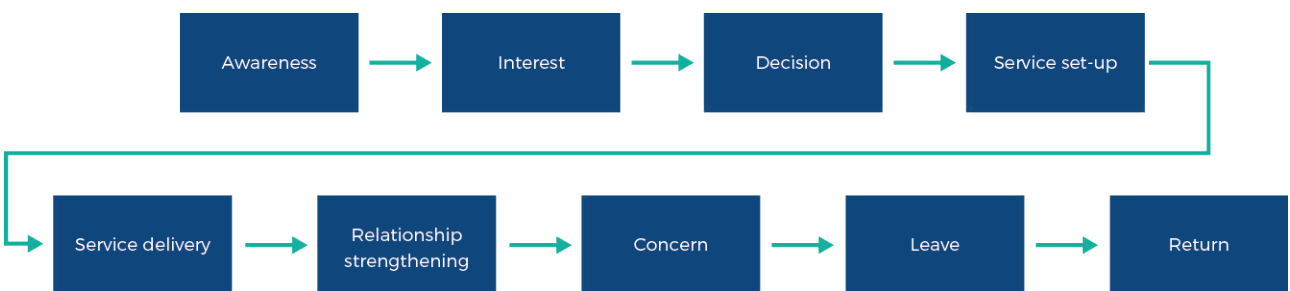 Awareness
Interest
Decision
Service set-up
Service delivery
Relationship
strengthening
Concern
Leave
Return